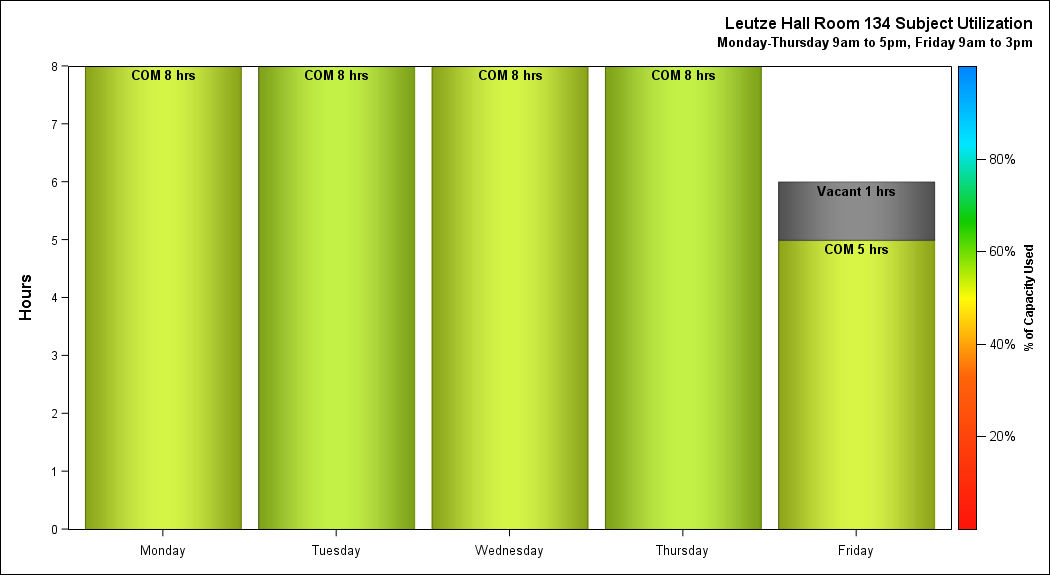 Leutze Hall Room 134 Subject Utilization
Monday-Thursday 9am to 5pm, Friday 9am to 3pm
Hours
8
7
6
5
4
3
2
1
0
COM 8 hrs
COM 8 hrs
COM 8 hrs
COM 8 hrs
Vacant 1 hrs
COM 5 hrs
Monday
Tuesday
Wednesday
Thursday
Friday
80%
60%
40%
20%
% of Capacity Used